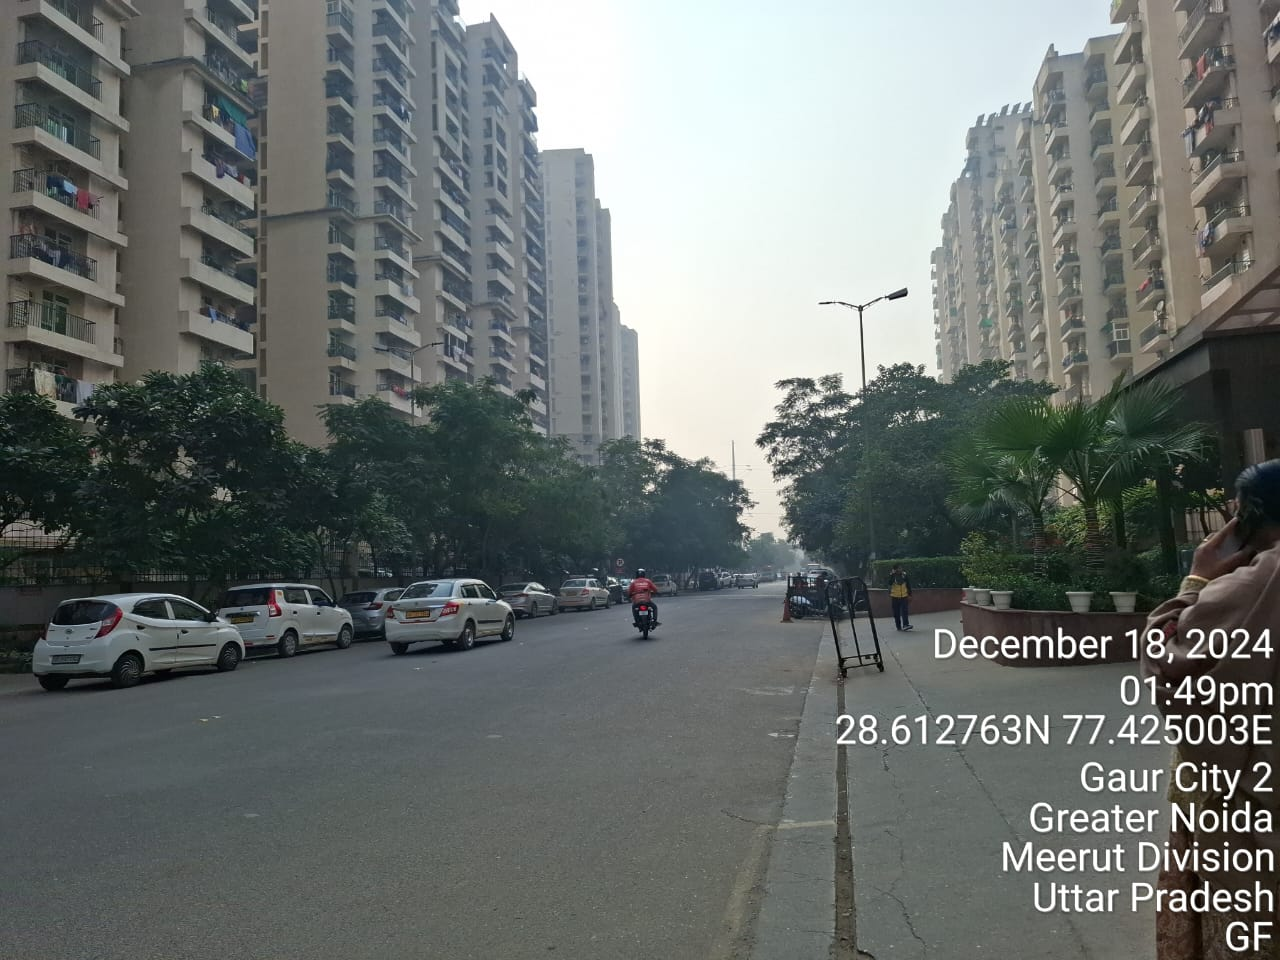 December 18, 2024
01:49pm
28.612763N 77.425003E
Gaur City 2
Greater Noida
Meerut Division
Uttar Pradesh
GF